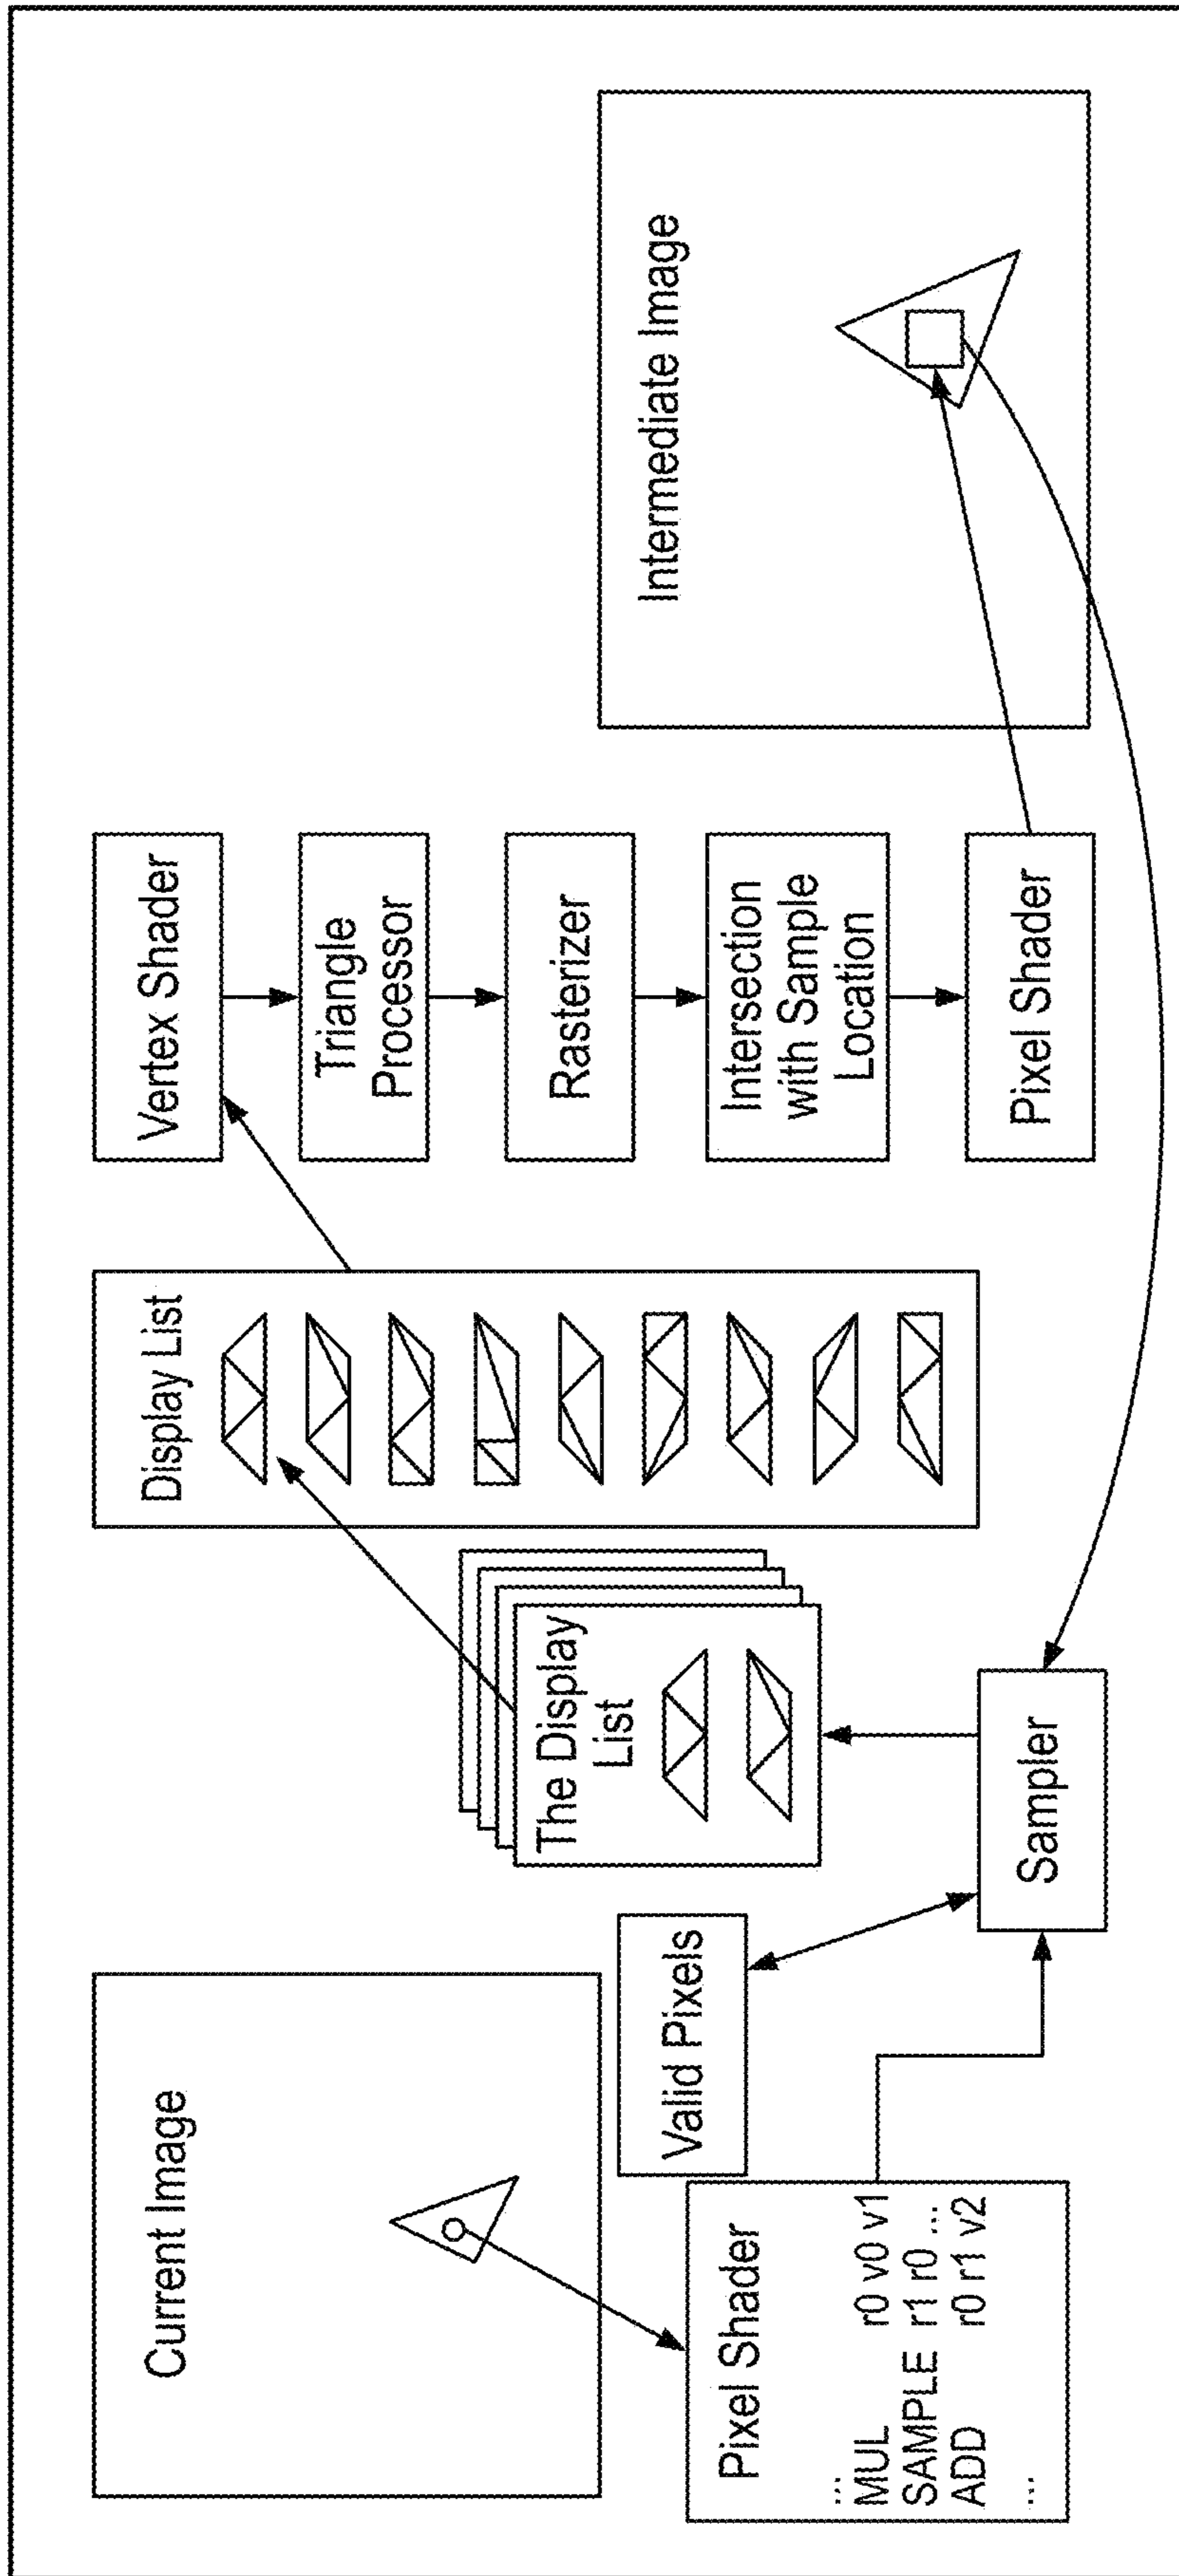 Current Image
Pixel Shader
...
MUL r0 v0 v1
SAMPLE r1 r0 ...
ADD r0 r1 v2
...
Valid Pixels
Sampler
The Display
List
Display List
Vertex Shader
Triangle
Processor
Rasterizer
Intersection
with Sample
Location
Pixel Shader
Intermediate Image